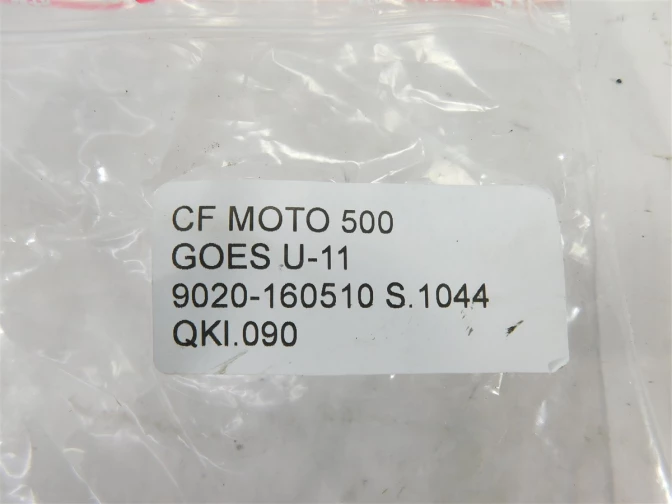 CF MOTO 500
GOES U-11
9020-160510 S.1044
QKI.090